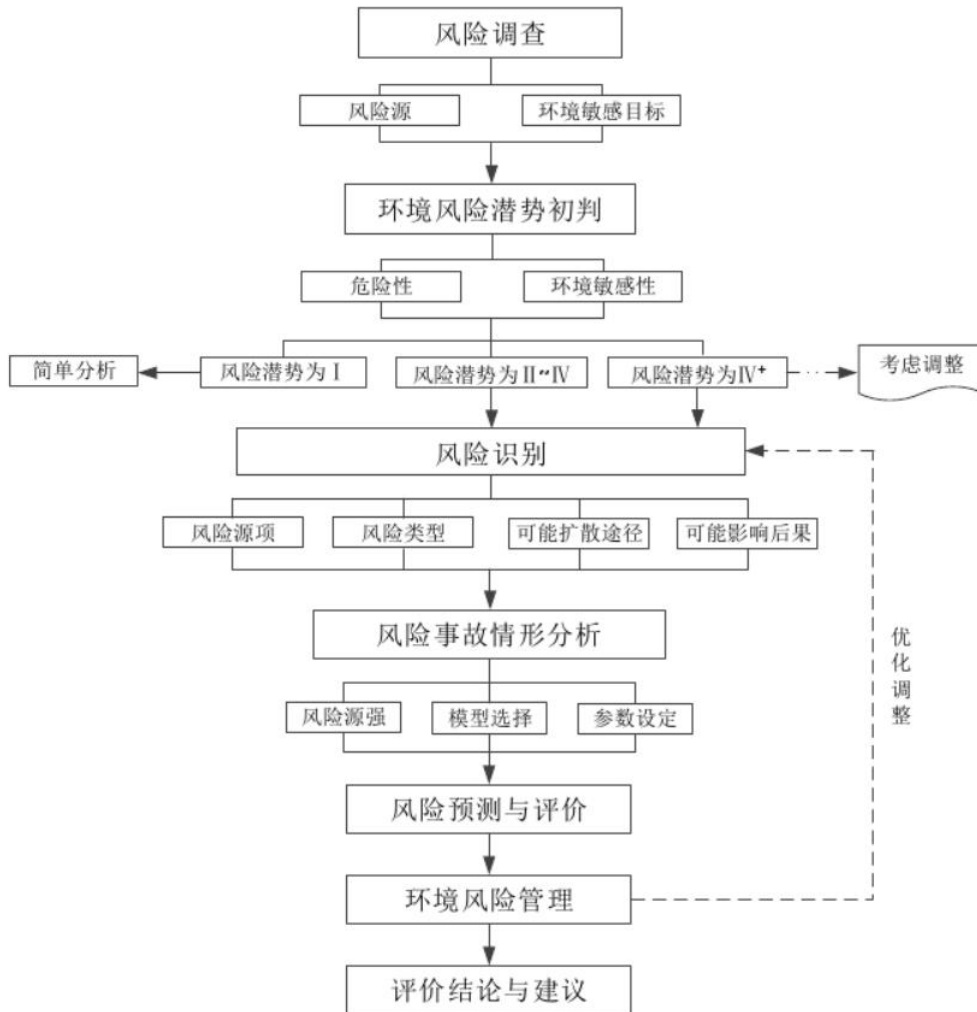 风险调查
风险源
环境敏感目标
环境风险潜势初判
危险性
环境敏感性
简单分析
风险潜势为Ⅰ
风险潜势为Ⅱ~Ⅳ
风险潜势为Ⅳ⁺
考虑调整
风险识别
风险源项
风险类型
可能扩散途径
可能影响后果
风险事故情形分析
优化调整
风险源强
模型选择
参数设定
风险预测与评价
环境风险管理
评价结论与建议